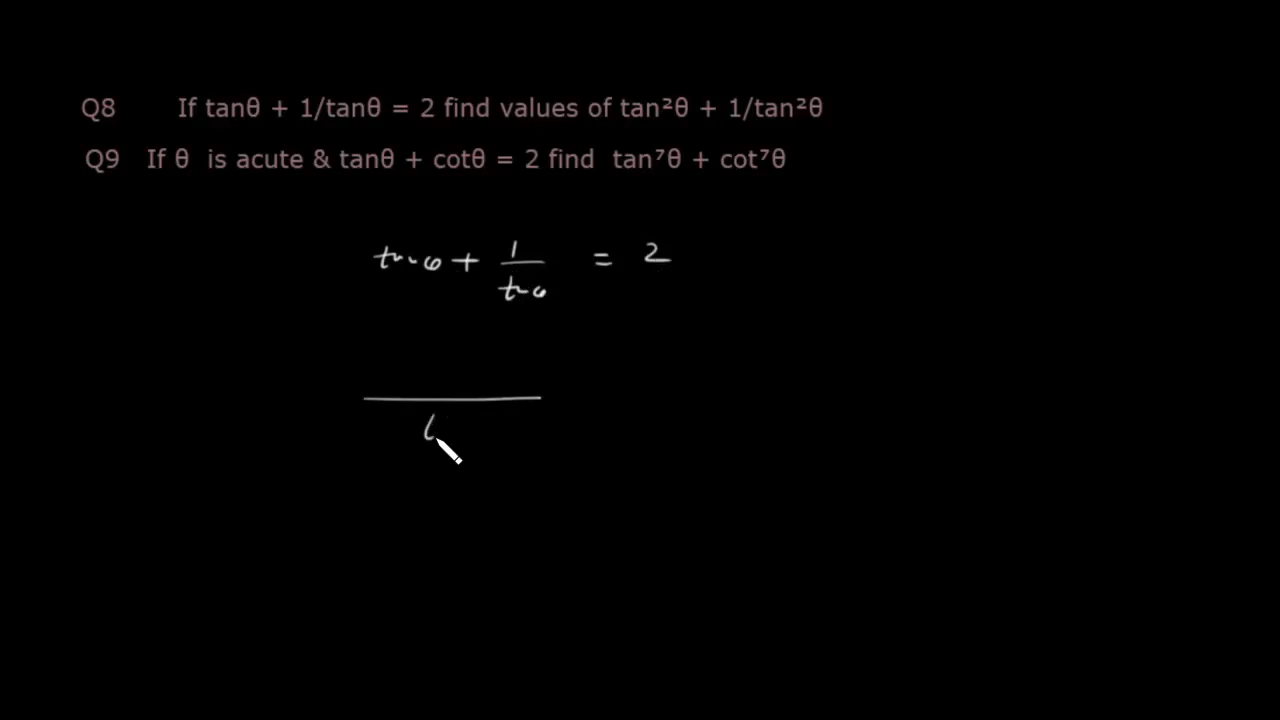 Q8 If tanθ + 1/tanθ = 2 find values of tan²θ + 1/tan²θ
Q9 If θ is acute & tanθ + cotθ = 2 find tan⁷θ + cot⁷θ
tanθ + 1/tanθ = 2